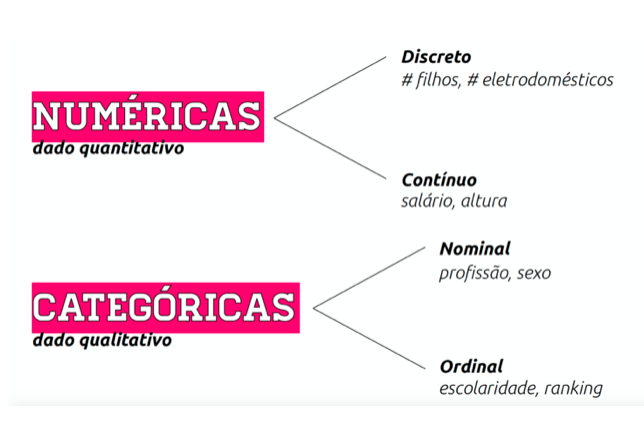 Discreto
# filhos, # eletrodomésticos
NUMÉRICAS
dado quantitativo
Contínuo
salário, altura
Nominal
profissão, sexo
CATEGÓRICAS
dado qualitativo
Ordinal
escolaridade, ranking